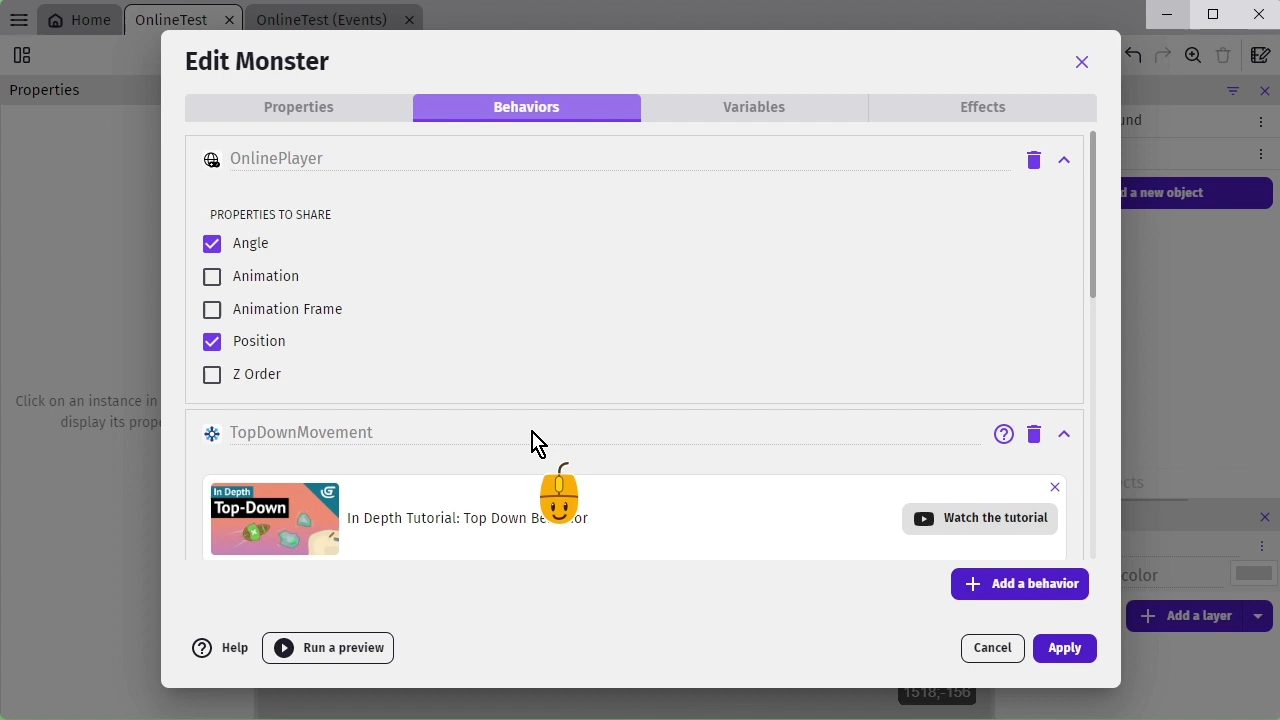 Home
OnlineTest
OnlineTest (Events)
Properties
Click on an instance in
display its prope
Edit Monster
Properties
Behaviors
Variables
Effects
OnlinePlayer
PROPERTIES TO SHARE
Angle
Animation
Animation Frame
Position
Z Order
TopDownMovement
In Depth
Top-Down
In Depth Tutorial: Top Down Be or
Watch the tutorial
Add a behavior
Help
Run a preview
Cancel
Apply
und
d a new object
ects
color
Add a layer
1518;-156